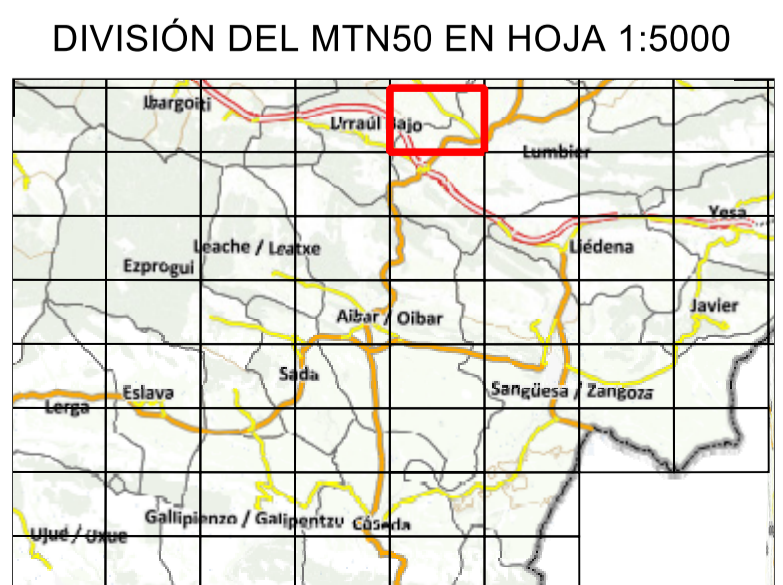 DIVISIÓN DEL MTN50 EN HOJA 1:5000
Ibargoiti
Urraúl Bajo
Lumbier
Yesa
Leache / Leatxe
Liédena
Ezprogui
Javier
Aibar / Oibar
Sada
Eslava
Sangüesa / Zangoza
Lerga
Gallipienzo / Galipentzu
Cáseda
Ujué / Uxue